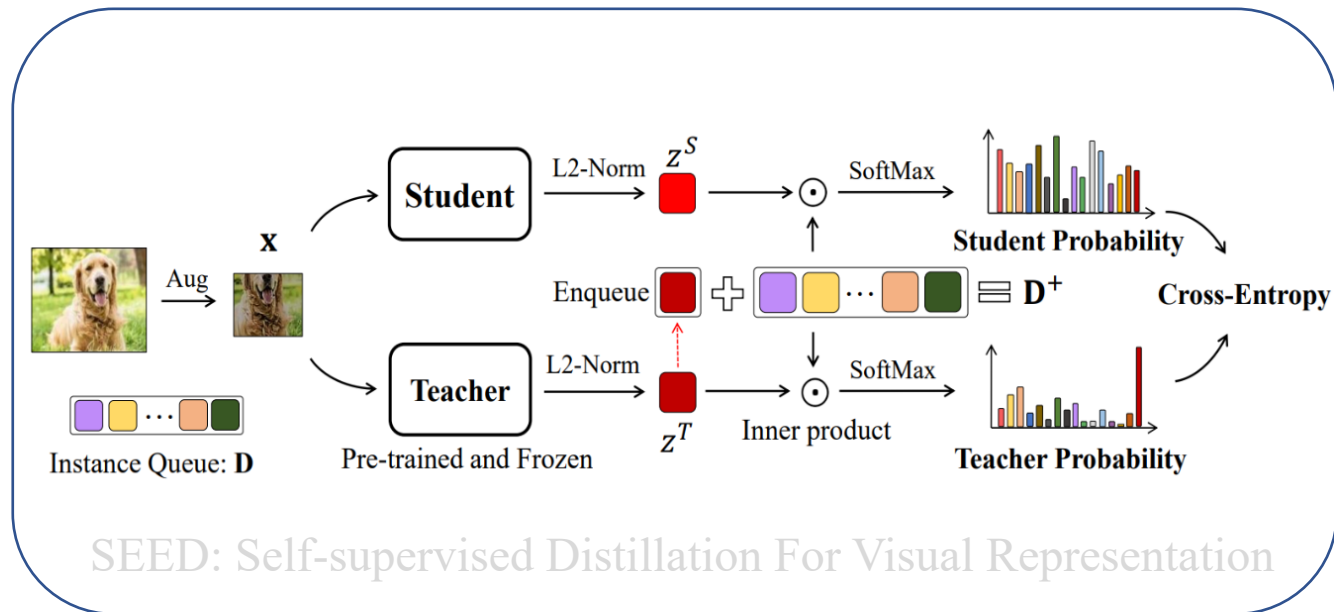 x
Aug
Instance Queue: D
Student
Teacher
Pre-trained and Frozen
L2-Norm
z^S
Enqueue
L2-Norm
z^T
SoftMax
= D^+
SoftMax
Inner product
Student Probability
Cross-Entropy
Teacher Probability
SEED: Self-supervised Distillation For Visual Representation